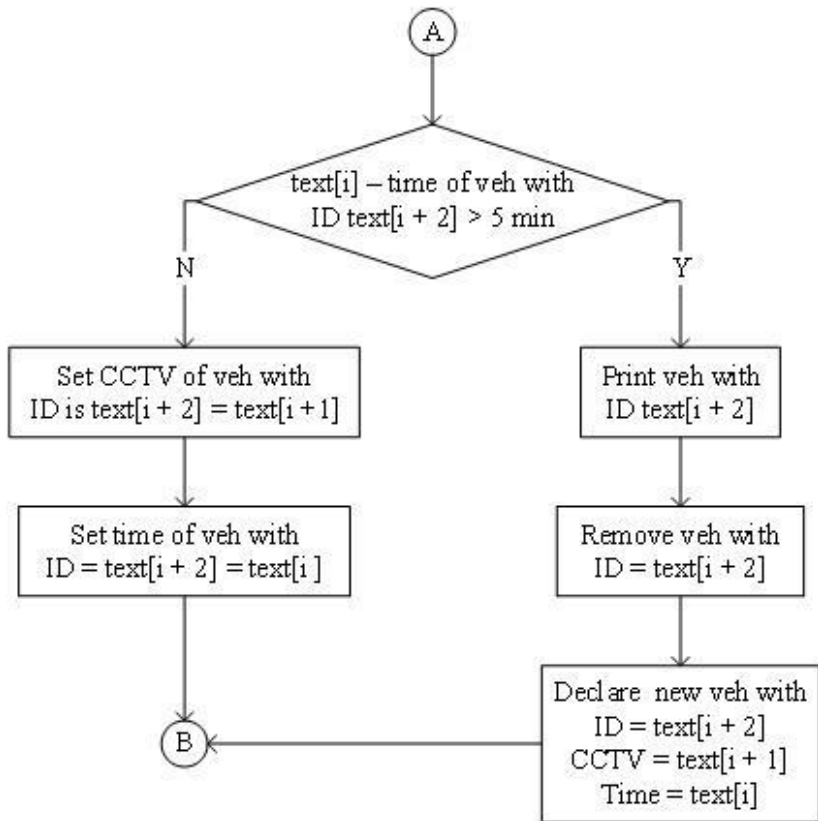 A
text[i] – time of veh with
ID text[i + 2] > 5 min
N
Y
Set CCTV of veh with
ID is text[i + 2] = text[i +1]
Print veh with
ID text[i + 2]
Set time of veh with
ID = text[i + 2] = text[i ]
Remove veh with
ID = text[i + 2]
Declare new veh with
ID = text[i + 2]
CCTV = text[i + 1]
Time = text[i]
B